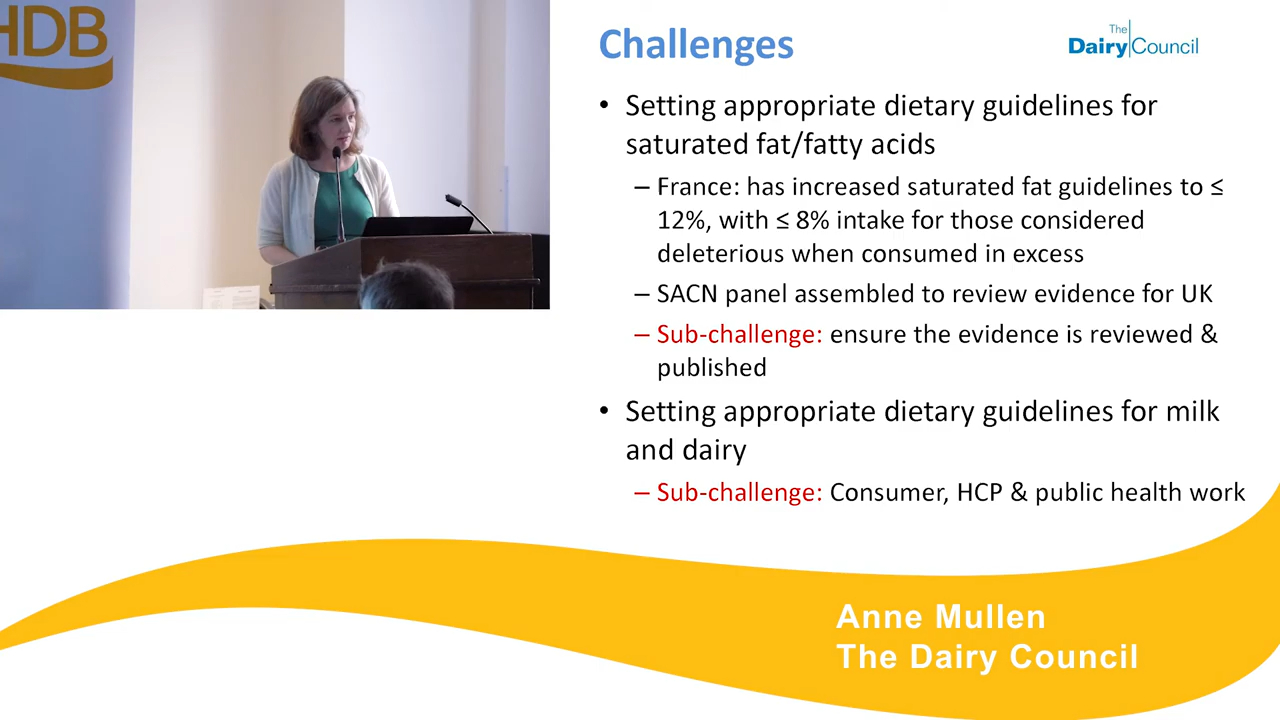 HDB
Challenges
The
Dairy Council
• Setting appropriate dietary guidelines for
saturated fat/fatty acids
– France: has increased saturated fat guidelines to ≤
12%, with ≤ 8% intake for those considered
deleterious when consumed in excess
– SACN panel assembled to review evidence for UK
– Sub-challenge: ensure the evidence is reviewed &
published
• Setting appropriate dietary guidelines for milk
and dairy
– Sub-challenge: Consumer, HCP & public health work
Anne Mullen
The Dairy Council